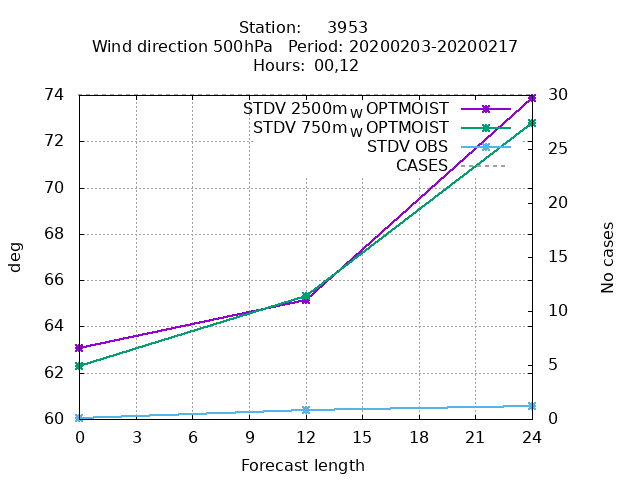 Station: 3953
Wind direction 500hPa Period: 20200203-20200217
Hours: 00,12
74 30
STDV 2500m W OPTMOIST
STDV 750m W OPTMOIST
STDV OBS
CASES
72
70
68
66
64
62
60
25
20
15
10
5
0
deg
No cases
0 3 6 9 12 15 18 21 24
Forecast length